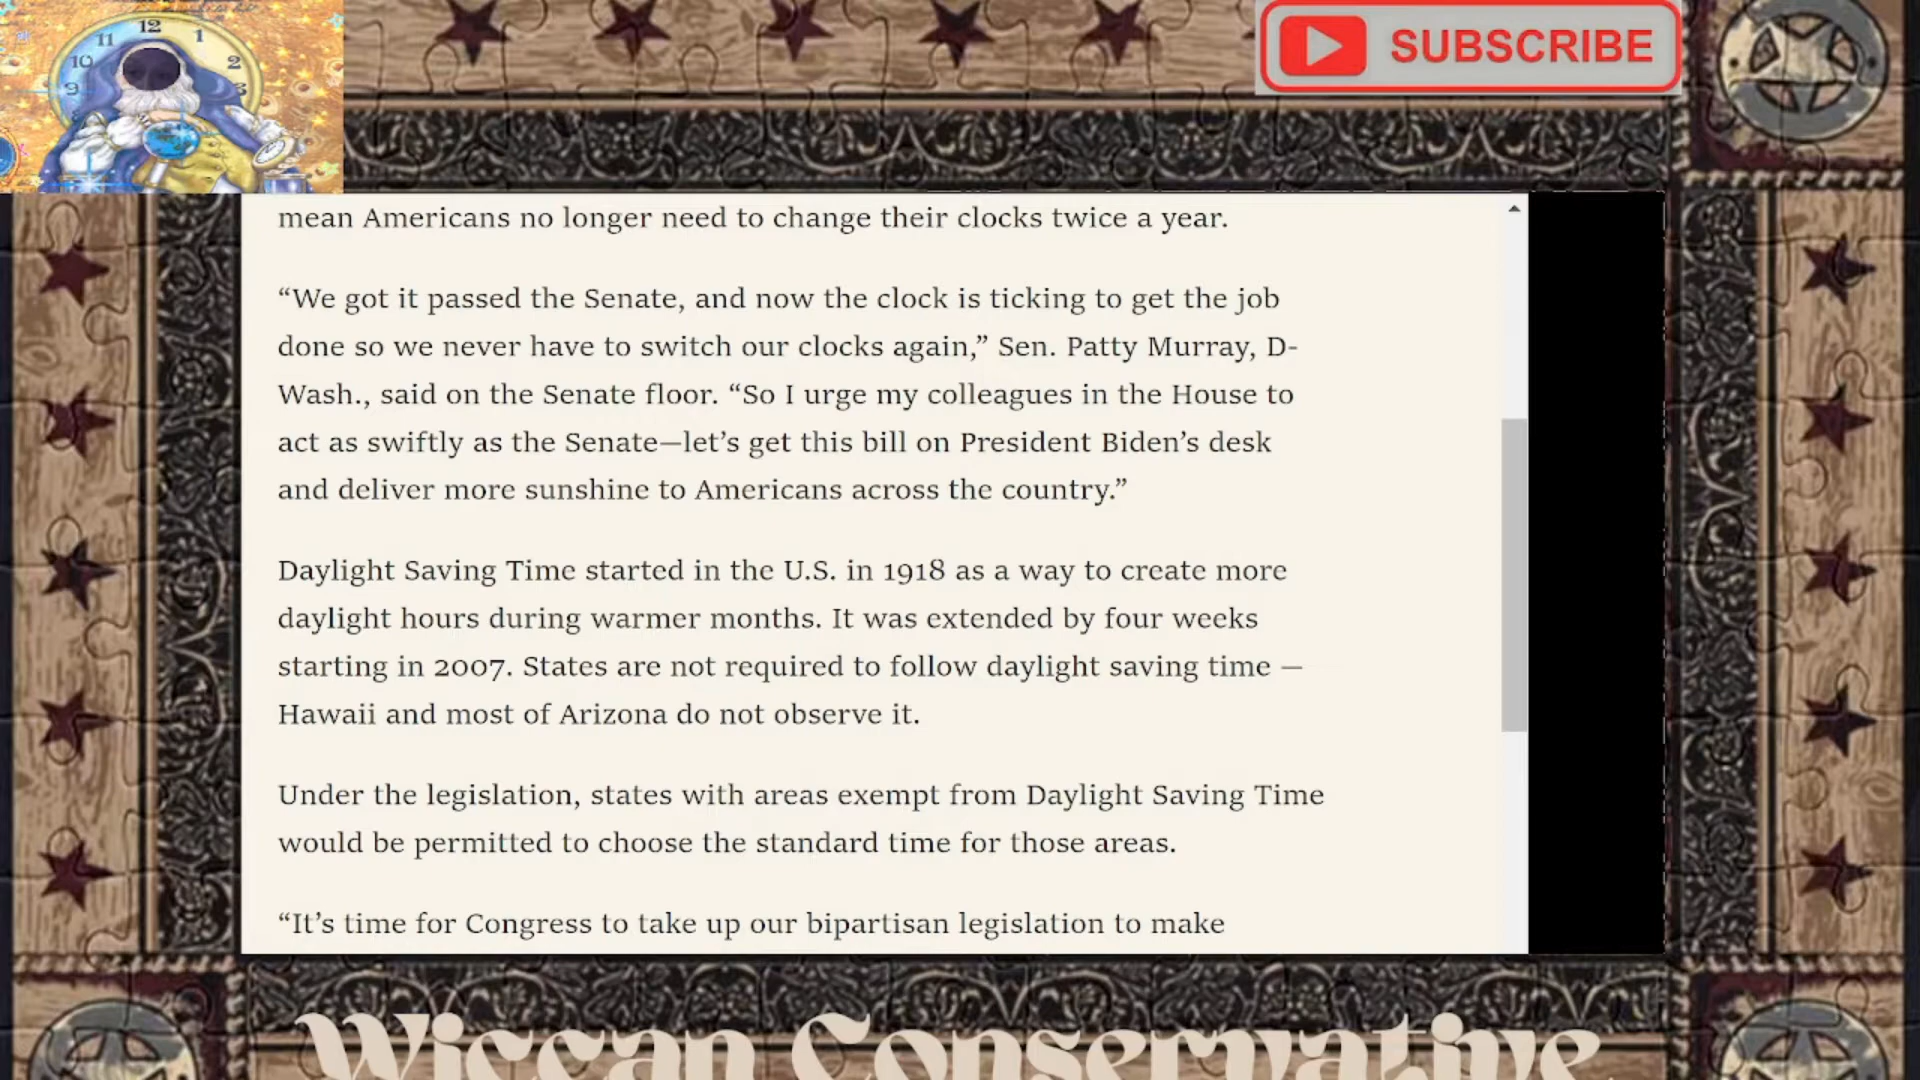 12
11
1
10
2
9
3
SUBSCRIBE
mean Americans no longer need to change their clocks twice a year.
“We got it passed the Senate, and now the clock is ticking to get the job
done so we never have to switch our clocks again,” Sen. Patty Murray, D-
Wash., said on the Senate floor. “So I urge my colleagues in the House to
act as swiftly as the Senate—let’s get this bill on President Biden’s desk
and deliver more sunshine to Americans across the country.”
Daylight Saving Time started in the U.S. in 1918 as a way to create more
daylight hours during warmer months. It was extended by four weeks
starting in 2007. States are not required to follow daylight saving time —
Hawaii and most of Arizona do not observe it.
Under the legislation, states with areas exempt from Daylight Saving Time
would be permitted to choose the standard time for those areas.
“It’s time for Congress to take up our bipartisan legislation to make
Wiccan Conservative